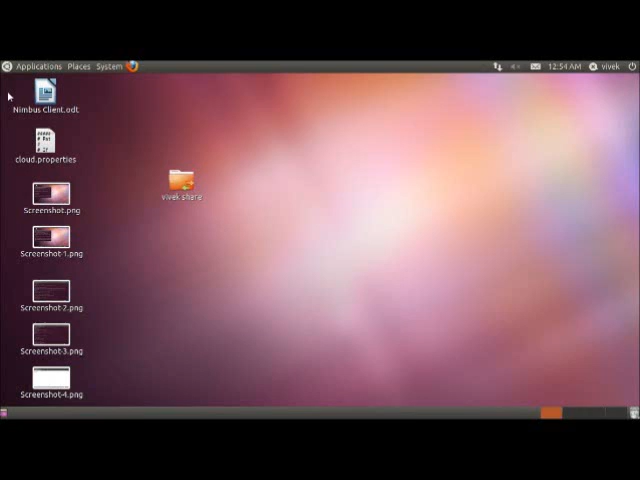 Applications Places System 12:54 AM vivek
Nimbus Client.odt
cloud.properties
vivek share
Screenshot.png
Screenshot-1.png
Screenshot-2.png
Screenshot-3.png
Screenshot-4.png